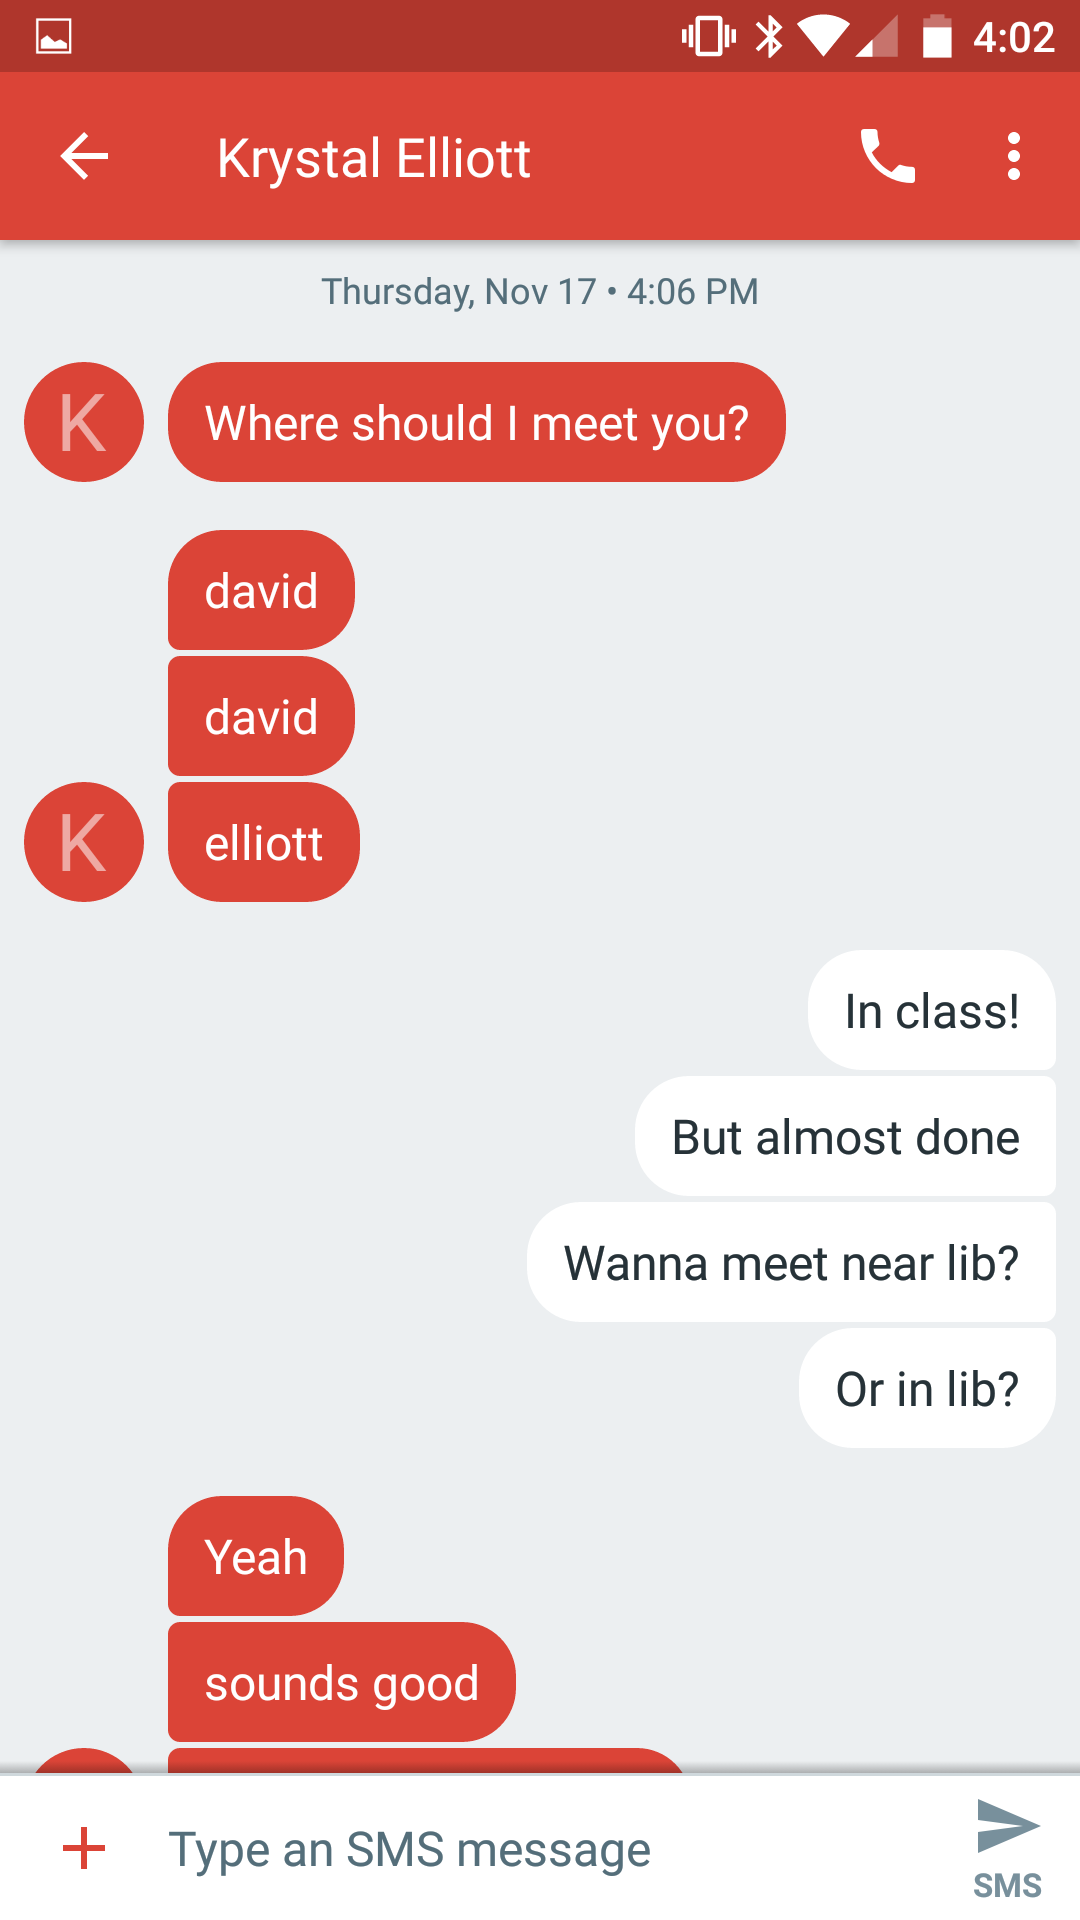 4:02
Krystal Elliott
Thursday, Nov 17 • 4:06 PM
K
Where should I meet you?
david
david
K
elliott
In class!
But almost done
Wanna meet near lib?
Or in lib?
Yeah
sounds good
Type an SMS message
SMS